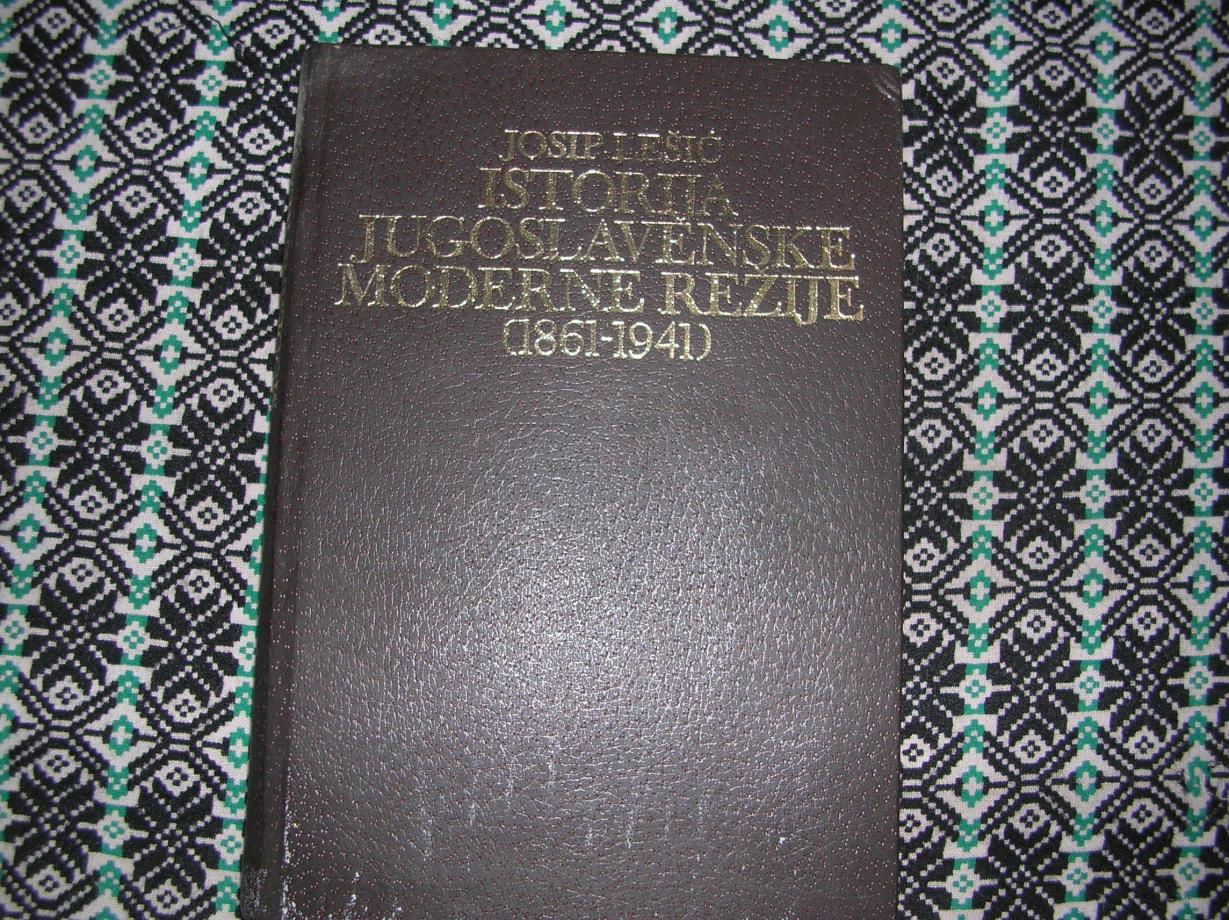 JOSIP LEŠIĆ
ISTORIJA
JUGOSLAVENSKE
MODERNE REŽIJE
(1861-1941)